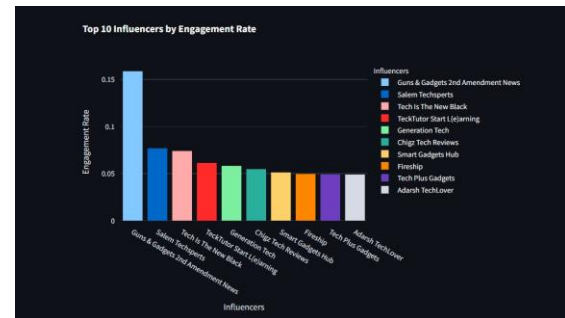 Top 10 Influencers by Engagement Rate
Influencers
Guns & Gadgets 2nd Amendment News
Salem Techsperts
Tech Is The New Black
TeckTutor Start L(e)arning
Generation Tech
Chigz Tech Reviews
Smart Gadgets Hub
Fireship
Tech Plus Gadgets
Adarsh TechLover
Engagement Rate
0.15
0.1
0.05
0
Guns & Gadgets 2nd Amendment News
Salem Techsperts
Tech Is The New Black
TeckTutor Start L(e)arning
Generation Tech
Chigz Tech Reviews
Smart Gadgets Hub
Fireship
Tech Plus Gadgets
Adarsh TechLover
Influencers